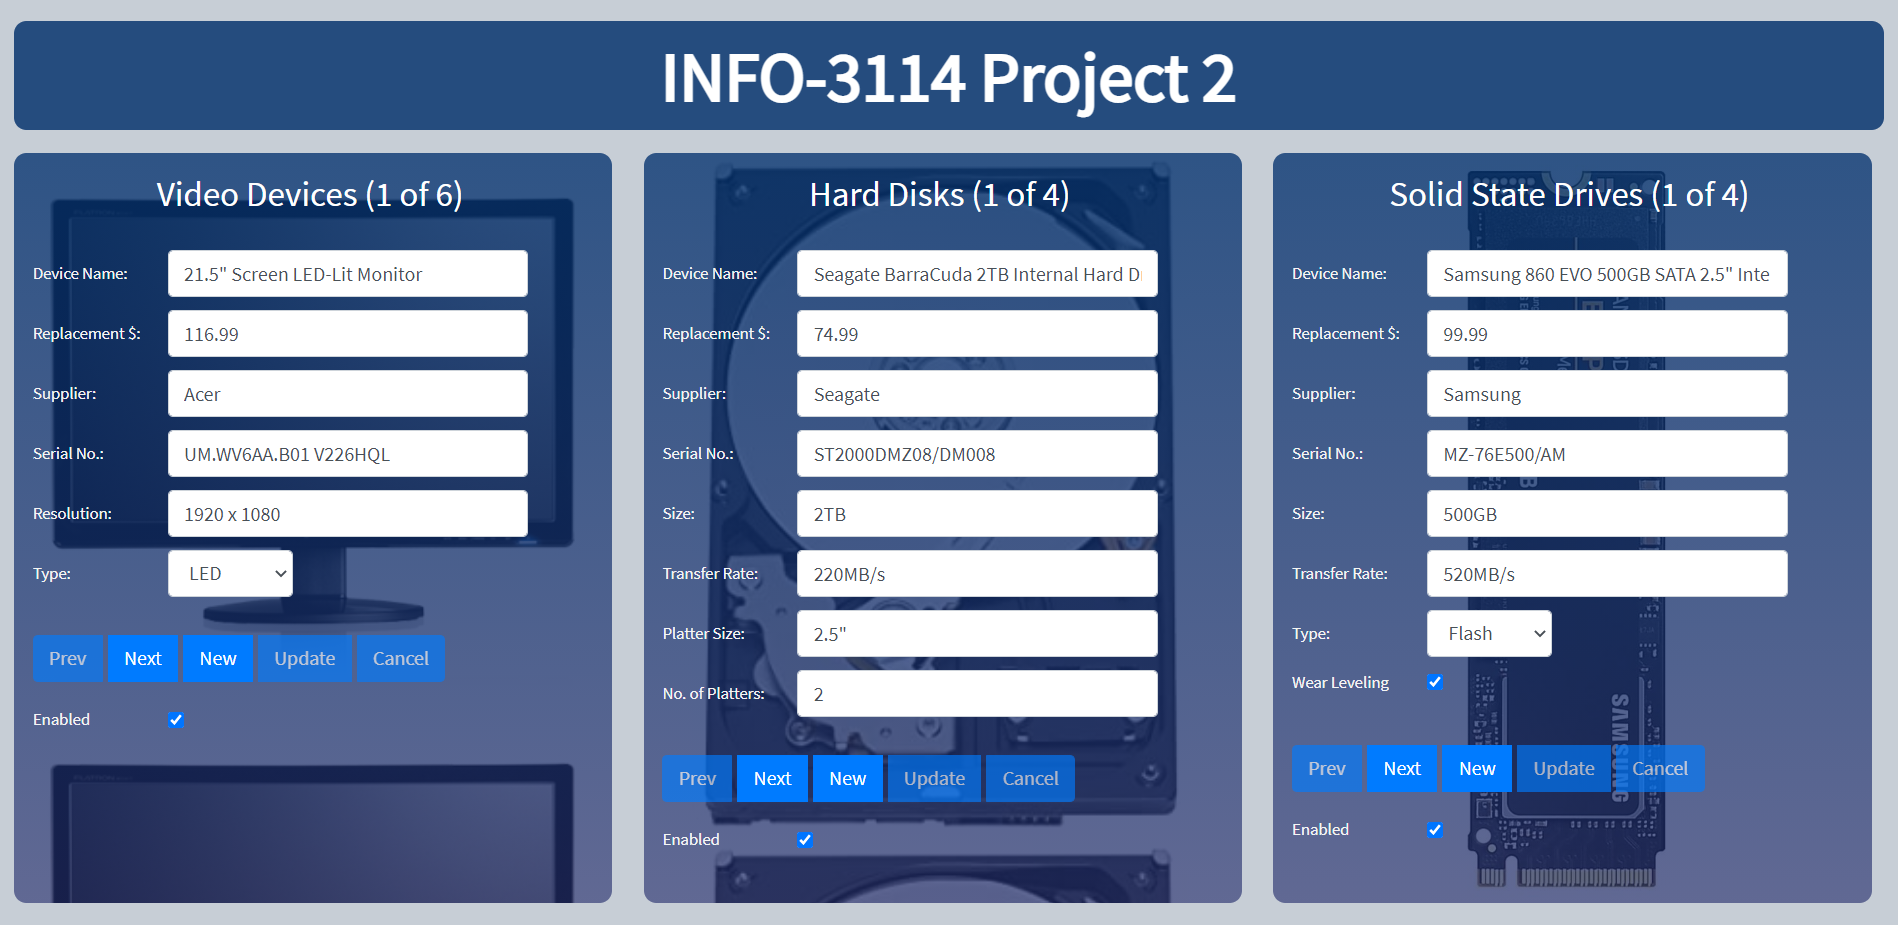 INFO-3114 Project 2
Video Devices (1 of 6)
Device Name: 21.5" Screen LED-Lit Monitor
Replacement $: 116.99
Supplier: Acer
Serial No.: UM.WV6AA.B01 V226HQL
Resolution: 1920 x 1080
Type: LED
Prev Next New Update Cancel
Enabled
Hard Disks (1 of 4)
Device Name: Seagate BarraCuda 2TB Internal Hard
Replacement $: 74.99
Supplier: Seagate
Serial No.: ST2000DMZ08/DM008
Size: 2TB
Transfer Rate: 220MB/s
Platter Size: 2.5"
No. of Platters: 2
Prev Next New Update Cancel
Enabled
Solid State Drives (1 of 4)
Device Name: Samsung 860 EVO 500GB SATA 2.5" Inte
Replacement $: 99.99
Supplier: Samsung
Serial No.: MZ-76E500/AM
Size: 500GB
Transfer Rate: 520MB/s
Type: Flash
Wear Leveling
Prev Next New Update Cancel
Enabled
SAMSUNG